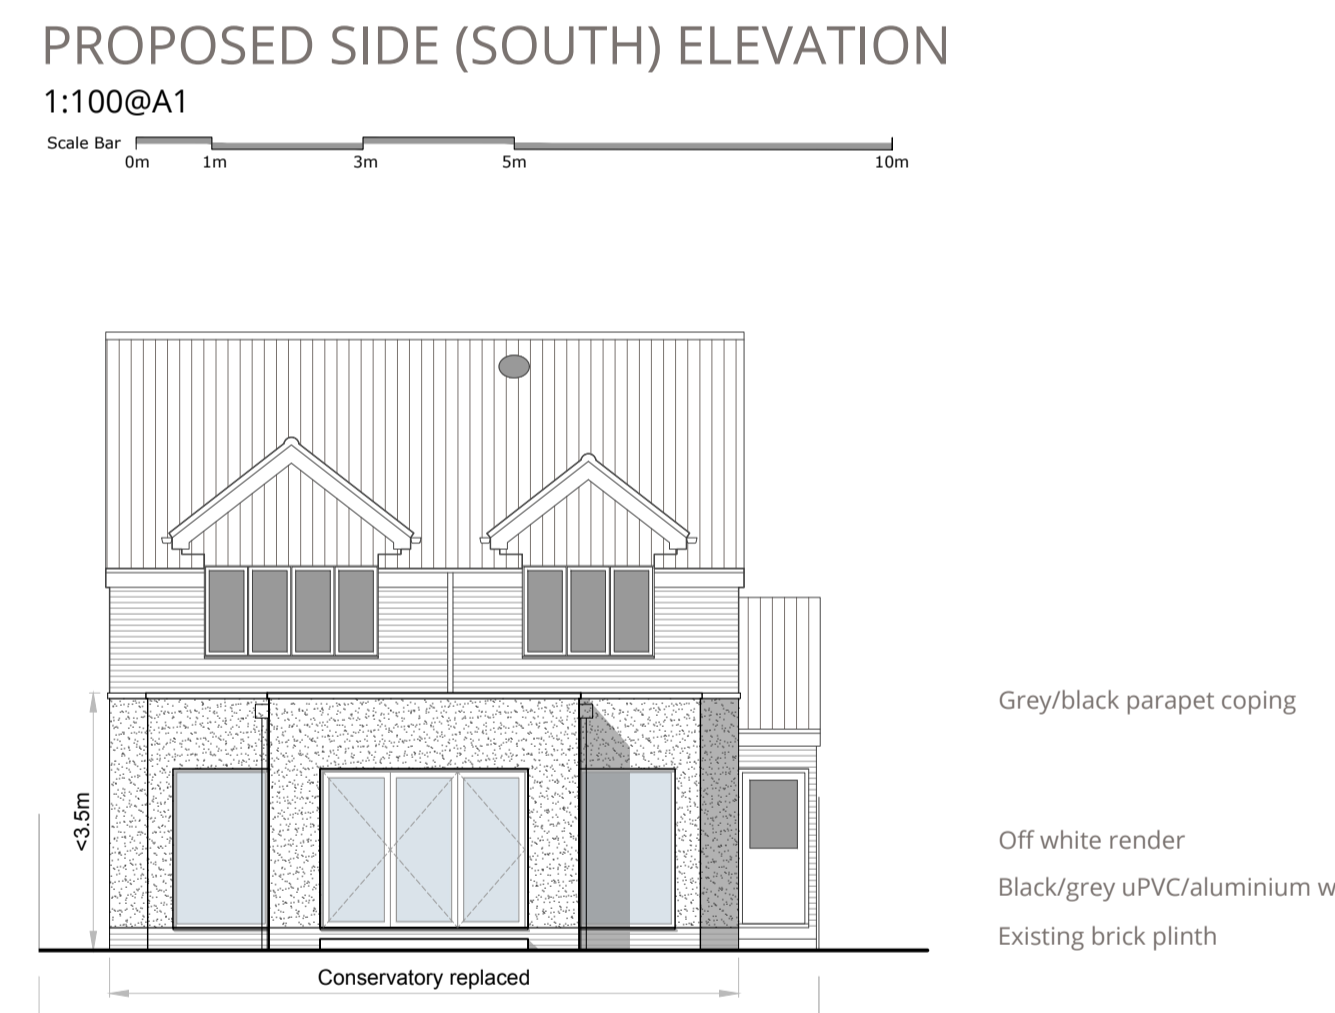 PROPOSED SIDE (SOUTH) ELEVATION
1:100@A1
Scale Bar
0m 1m 3m 5m 10m
Grey/black parapet coping
<3.5m
Off white render
Black/grey uPVC/aluminium w
Existing brick plinth
Conservatory replaced